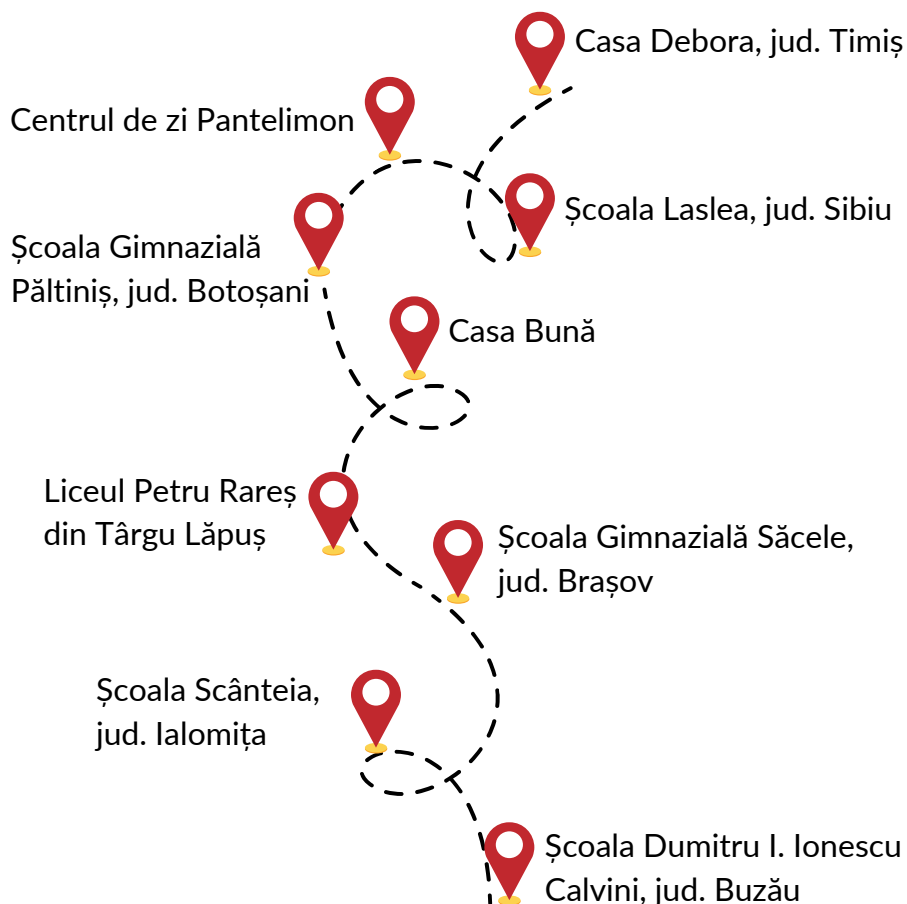 Casa Debora, jud. Timiș
Centrul de zi Pantelimon
Școala Laslea, jud. Sibiu
Școala Gimnazială
Păltiniș, jud. Botoșani
Casa Bună
Liceul Petru Rareș
din Târgu Lăpuș
Școala Gimnazială Săcele,
jud. Brașov
Școala Scânteia,
jud. Ialomița
Școala Dumitru I. Ionescu
Calvini, jud. Buzău